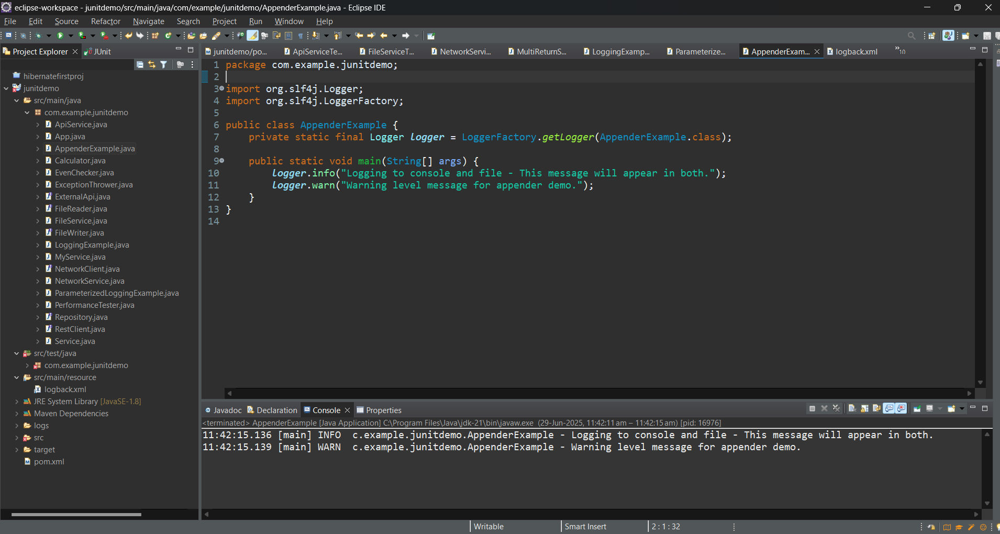 eclipse-workspace - junitdemo/src/main/java/com/example/junitdemo/AppenderExample.java - Eclipse IDE
File Edit Source Refactor Navigate Search Project Run Window Help
Project Explorer JUnit
junitdemo/po... ApiServiceTe... FileServiceT... NetworkServi... MultiReturnS... LoggingExamp... Parameterize... AppenderExam... logback.xml »10
hibernatefirstproj
junitdemo
src/main/java
com.example.junitdemo
ApiService.java
App.java
AppenderExample.java
Calculator.java
EvenChecker.java
ExceptionThrower.java
ExternalApi.java
FileReader.java
FileService.java
FileWriter.java
LoggingExample.java
MyService.java
NetworkClient.java
NetworkService.java
ParameterizedLoggingExample.java
PerformanceTester.java
Repository.java
RestClient.java
Service.java
src/test/java
com.example.junitdemo
src/main/resource
logback.xml
JRE System Library [JavaSE-1.8]
Maven Dependencies
logs
src
target
pom.xml
1 package com.example.junitdemo;
2
3 import org.slf4j.Logger;
4 import org.slf4j.LoggerFactory;
5
6 public class AppenderExample {
7     private static final Logger logger = LoggerFactory.getLogger(AppenderExample.class);
8
9     public static void main(String[] args) {
10         logger.info("Logging to console and file - This message will appear in both.");
11         logger.warn("Warning level message for appender demo.");
12     }
13 }
14
Javadoc Declaration Console Properties
<terminated> AppenderExample [Java Application] C:\Program Files\Java\jdk-21\bin\javaw.exe (29-Jun-2025, 11:42:11 am – 11:42:15 am) [pid: 16976]
11:42:15.136 [main] INFO  c.example.junitdemo.AppenderExample - Logging to console and file - This message will appear in both.
11:42:15.139 [main] WARN  c.example.junitdemo.AppenderExample - Warning level message for appender demo.
Writable Smart Insert 2 : 1 : 32